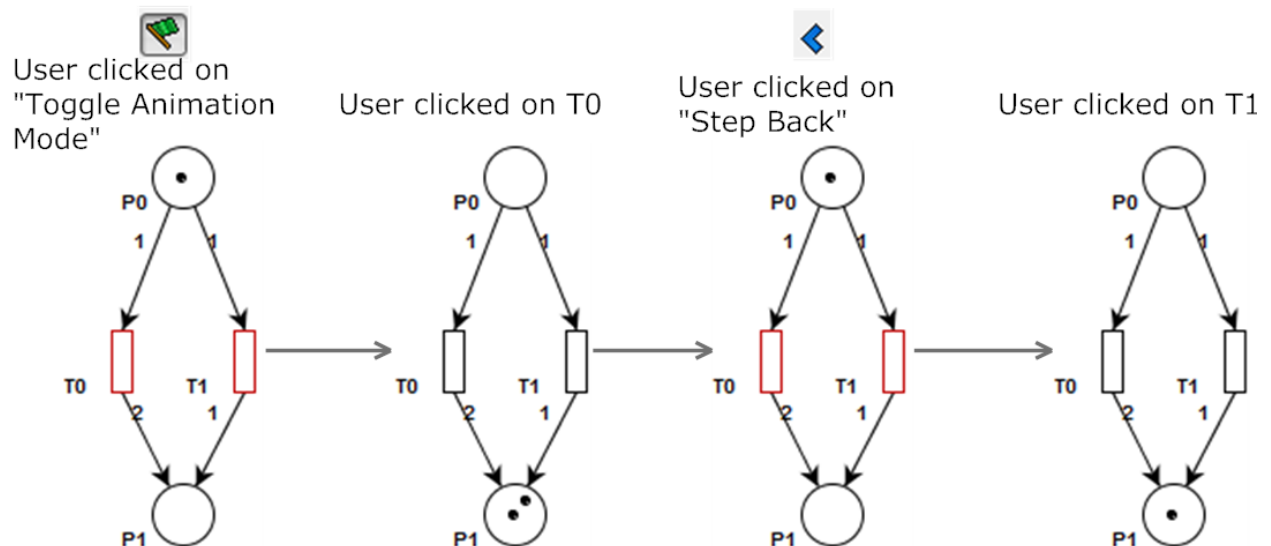 User clicked on
"Toggle Animation
Mode"
User clicked on T0
User clicked on
"Step Back"
User clicked on T1
P0
1
1
T0
T1
2
1
P1
P0
1
1
T0
T1
2
1
P1
P0
1
1
T0
T1
2
1
P1
P0
1
1
T0
T1
2
1
P1